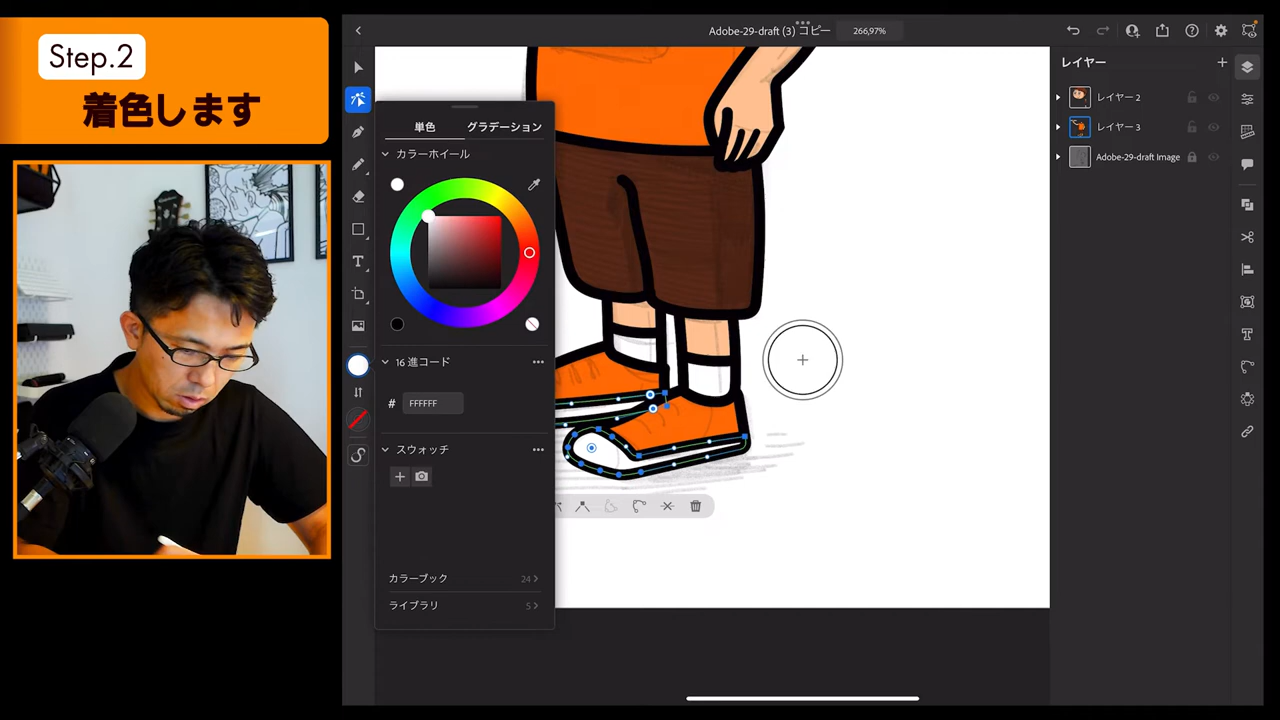 Step.2
着色します
Adobe-29-draft (3) コピー
266,97%
単色
グラデーション
カラーホイール
16 進コード
#
FFFFFF
スウォッチ
カラーブック
24
ライブラリ
5
レイヤー
レイヤー 2
レイヤー 3
Adobe-29-draft Image